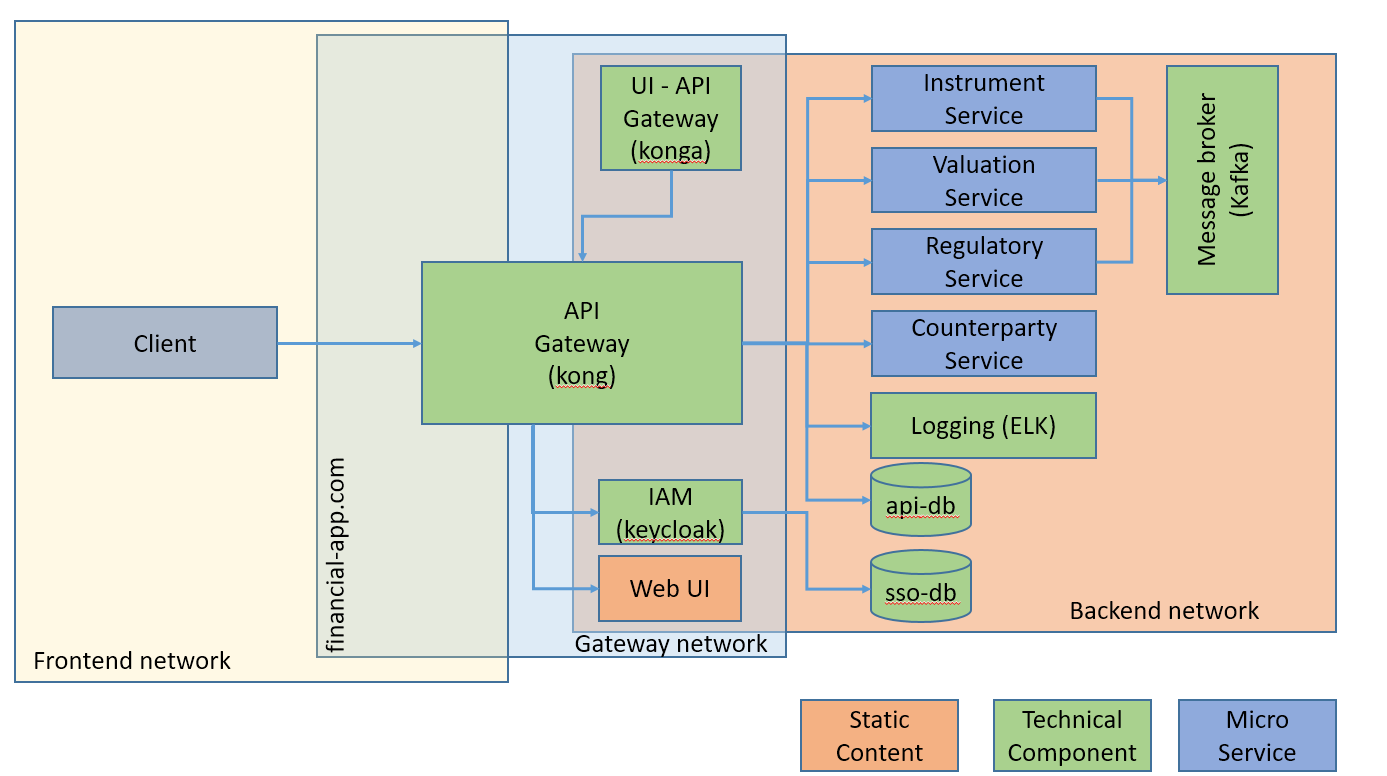 UI - API
Gateway
(konga)
Instrument
Service
Valuation
Service
Regulatory
Service
Counterparty
Service
Message broker
(Kafka)
Client
API
Gateway
(kong)
Logging (ELK)
IAM
(keycloak)
Web UI
api-db
sso-db
financial-app.com
Frontend network
Gateway network
Backend network
Static
Content
Technical
Component
Micro
Service